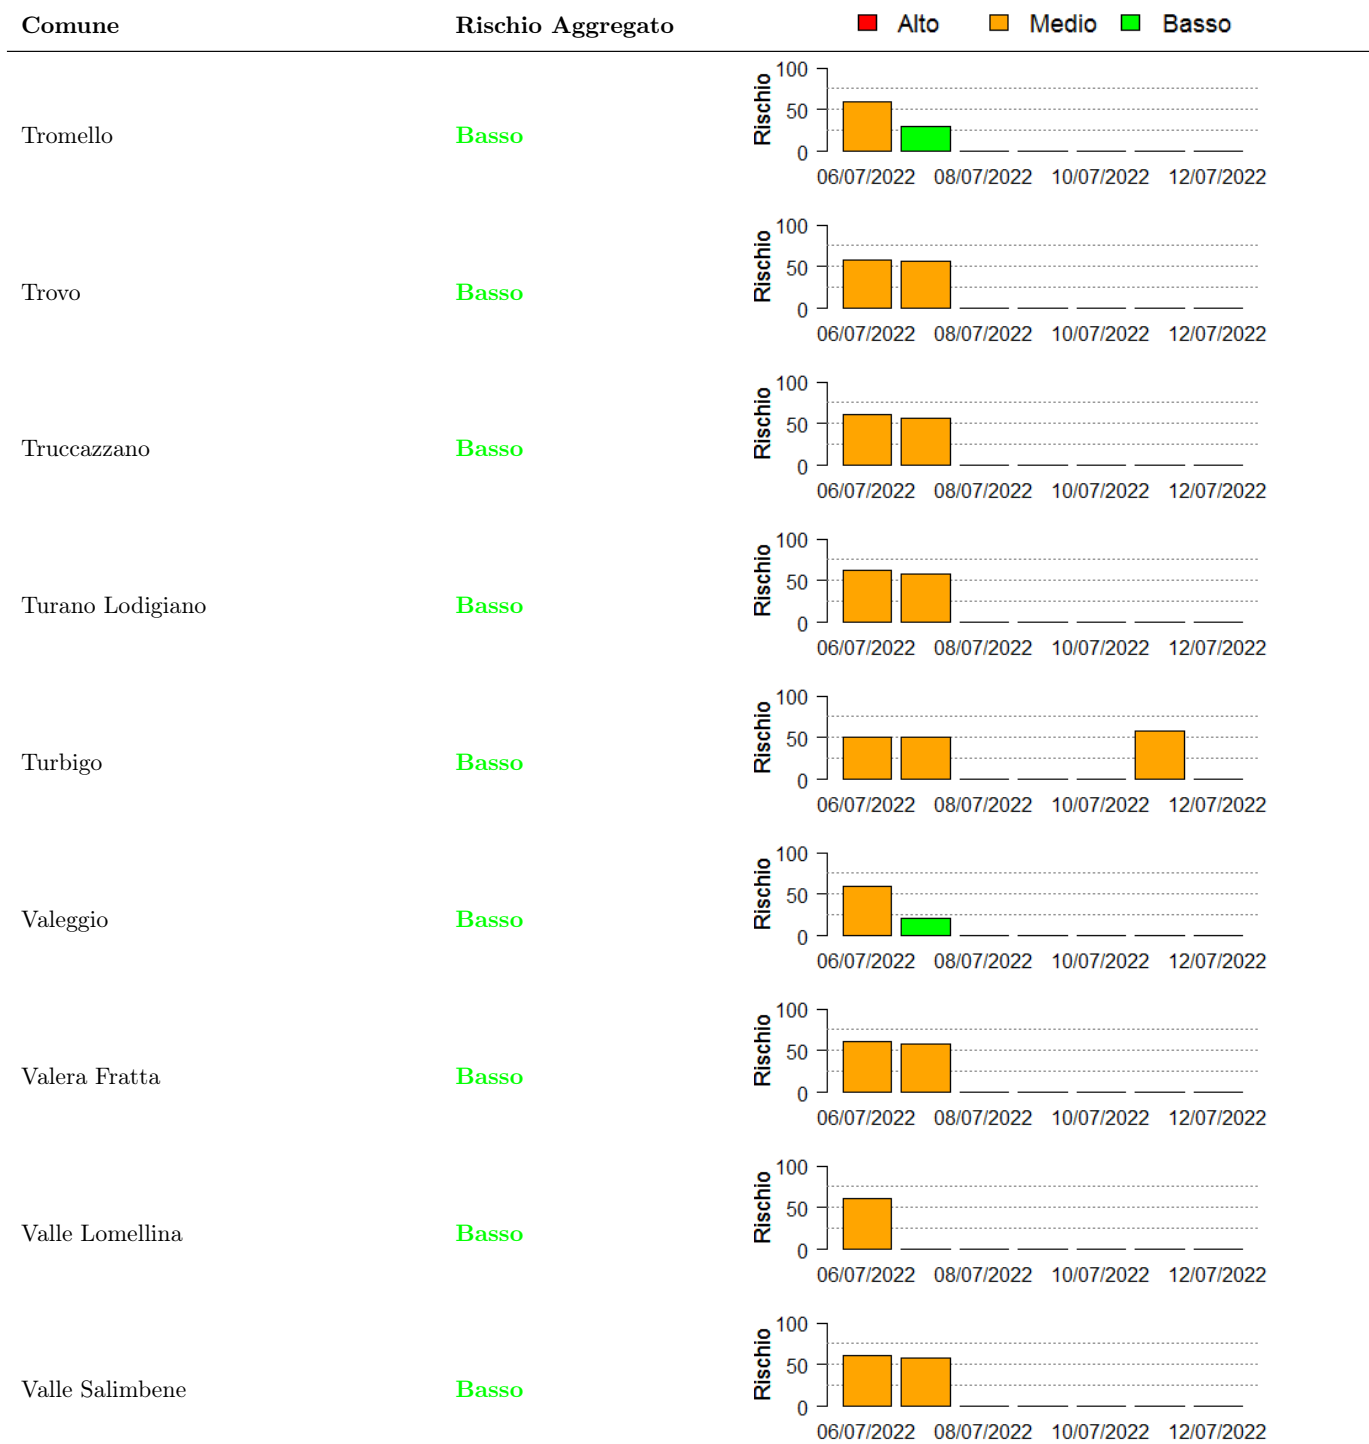 Comune Rischio Aggregato Alto Medio Basso
Tromello Basso Rischio 100 50 0
06/07/2022 08/07/2022 10/07/2022 12/07/2022
Trovo Basso Rischio 100 50 0
06/07/2022 08/07/2022 10/07/2022 12/07/2022
Truccazzano Basso Rischio 100 50 0
06/07/2022 08/07/2022 10/07/2022 12/07/2022
Turano Lodigiano Basso Rischio 100 50 0
06/07/2022 08/07/2022 10/07/2022 12/07/2022
Turbigo Basso Rischio 100 50 0
06/07/2022 08/07/2022 10/07/2022 12/07/2022
Valeggio Basso Rischio 100 50 0
06/07/2022 08/07/2022 10/07/2022 12/07/2022
Valera Fratta Basso Rischio 100 50 0
06/07/2022 08/07/2022 10/07/2022 12/07/2022
Valle Lomellina Basso Rischio 100 50 0
06/07/2022 08/07/2022 10/07/2022 12/07/2022
Valle Salimbene Basso Rischio 100 50 0
06/07/2022 08/07/2022 10/07/2022 12/07/2022